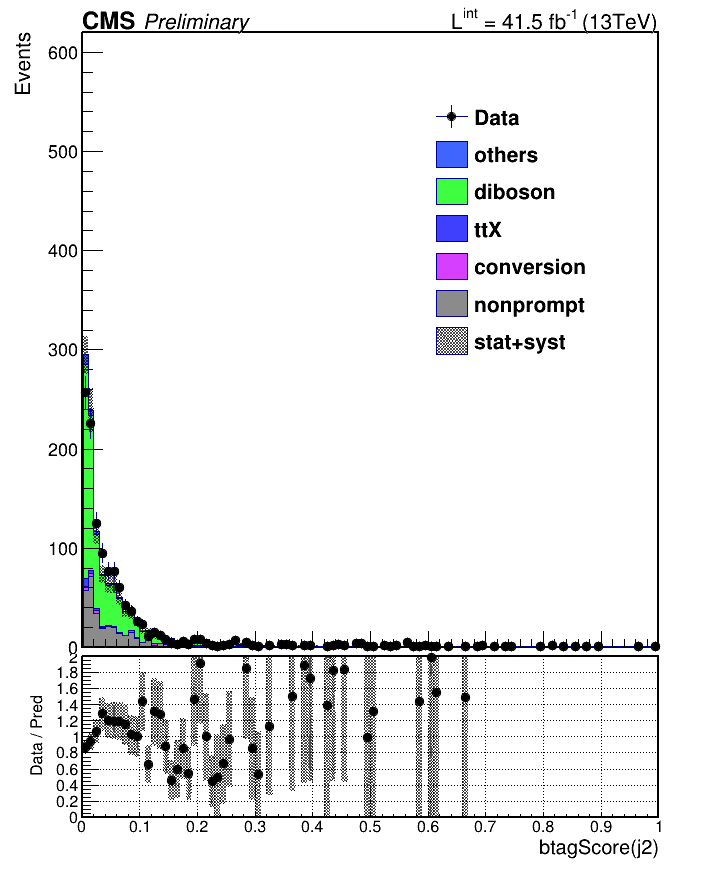 CMS Preliminary L^int = 41.5 fb^-1 (13TeV)
Events
600
500
400
300
200
100
0
Data
others
diboson
ttX
conversion
nonprompt
stat+syst
Data / Pred
2
1.8
1.6
1.4
1.2
1
0.8
0.6
0.4
0.2
0
0 0.1 0.2 0.3 0.4 0.5 0.6 0.7 0.8 0.9 1
btagScore(j2)